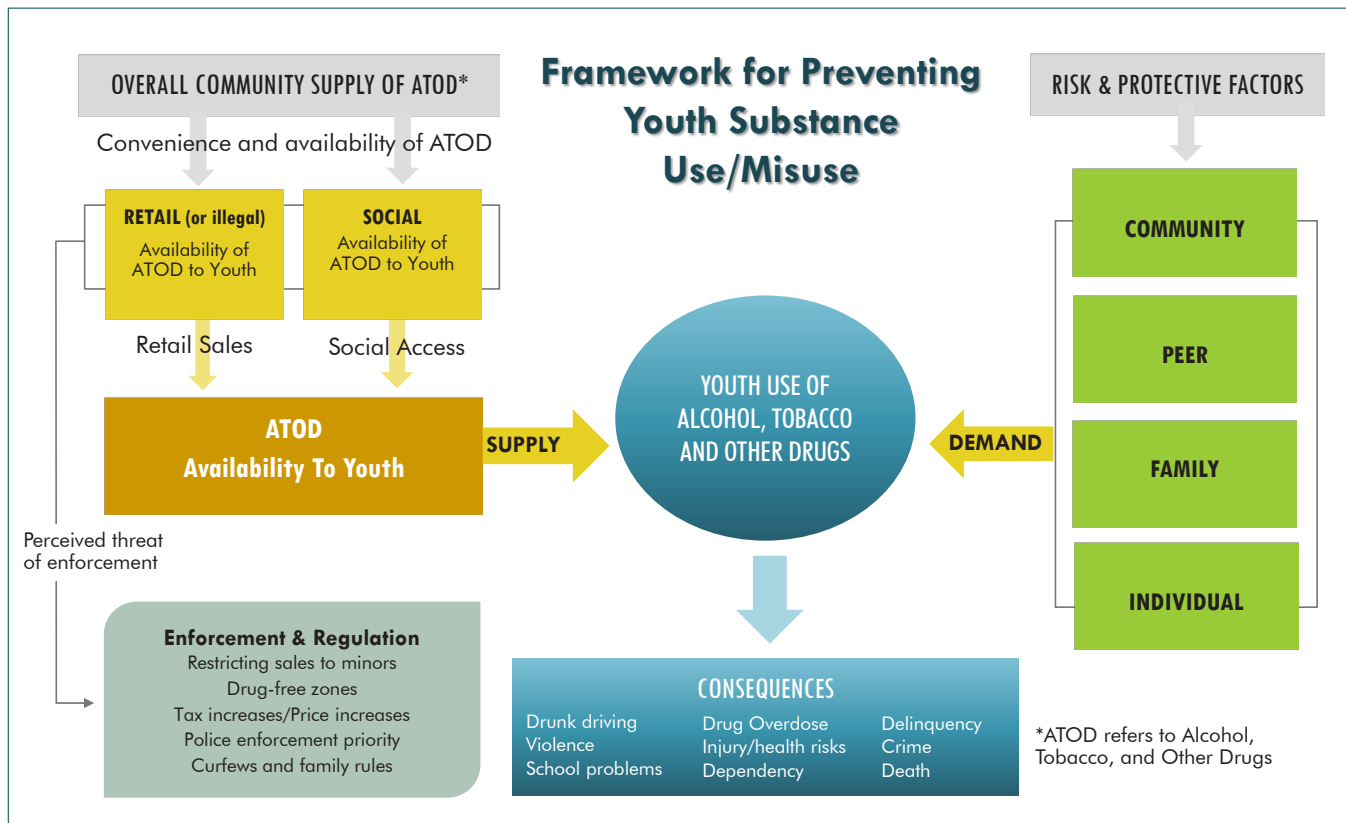 Framework for Preventing
Youth Substance
Use/Misuse
OVERALL COMMUNITY SUPPLY OF ATOD*
Convenience and availability of ATOD
RETAIL (or illegal)
Availability of
ATOD to Youth
SOCIAL
Availability of
ATOD to Youth
Retail Sales
Social Access
ATOD
Availability To Youth
SUPPLY
Perceived threat
of enforcement
Enforcement & Regulation
Restricting sales to minors
Drug-free zones
Tax increases/Price increases
Police enforcement priority
Curfews and family rules
YOUTH USE OF
ALCOHOL, TOBACCO
AND OTHER DRUGS
RISK & PROTECTIVE FACTORS
COMMUNITY
PEER
FAMILY
INDIVIDUAL
DEMAND
CONSEQUENCES
Drunk driving
Violence
School problems
Drug Overdose
Injury/health risks
Dependency
Delinquency
Crime
Death
*ATOD refers to Alcohol,
Tobacco, and Other Drugs